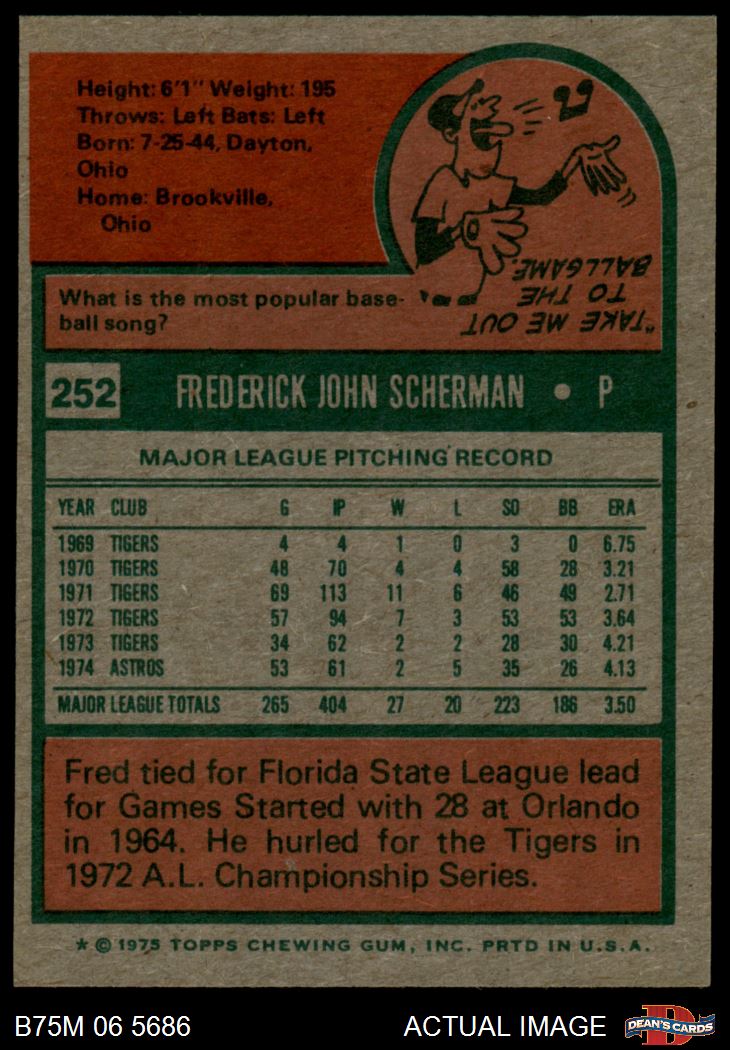 Height: 6'1" Weight: 195
Throws: Left Bats: Left
Born: 7-25-44, Dayton,
Ohio
Home: Brookville,
Ohio
What is the most popular base-
ball song?
"TAKE ME OUT
TO THE
BALLGAME.
252 FREDERICK JOHN SCHERMAN • P
MAJOR LEAGUE PITCHING RECORD
YEAR CLUB G IP W L SO BB ERA
1969 TIGERS 4 4 1 0 3 0 6.75
1970 TIGERS 48 70 4 4 58 28 3.21
1971 TIGERS 69 113 11 6 46 49 2.71
1972 TIGERS 57 94 7 3 53 53 3.64
1973 TIGERS 34 62 2 2 28 30 4.21
1974 ASTROS 53 61 2 5 35 26 4.13
MAJOR LEAGUE TOTALS 265 404 27 20 223 186 3.50
Fred tied for Florida State League lead
for Games Started with 28 at Orlando
in 1964. He hurled for the Tigers in
1972 A.L. Championship Series.
* © 1975 TOPPS CHEWING GUM, INC. PRTD IN U.S.A.
B75M 06 5686 ACTUAL IMAGE
D
DEAN'S CARDS